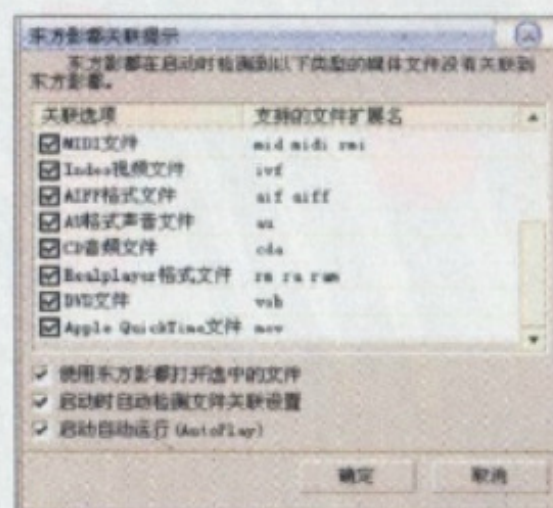 东方影都关联提示
东方影都在启动时检测到以下类型的媒体文件没有关联到
东方影都。
关联选项 支持的文件扩展名
MIDI文件 mid midi rmi
Indeo视频文件 ivf
AIFF格式文件 aif aiff
AU格式声音文件 au
CD音频文件 cda
Realplayer格式文件 rm ra ram
DVD文件 vob
Apple QuickTime文件 mov
使用东方影都打开选中的文件
启动时自动检测文件关联设置
启动自动运行(AutoPlay)
确定 取消